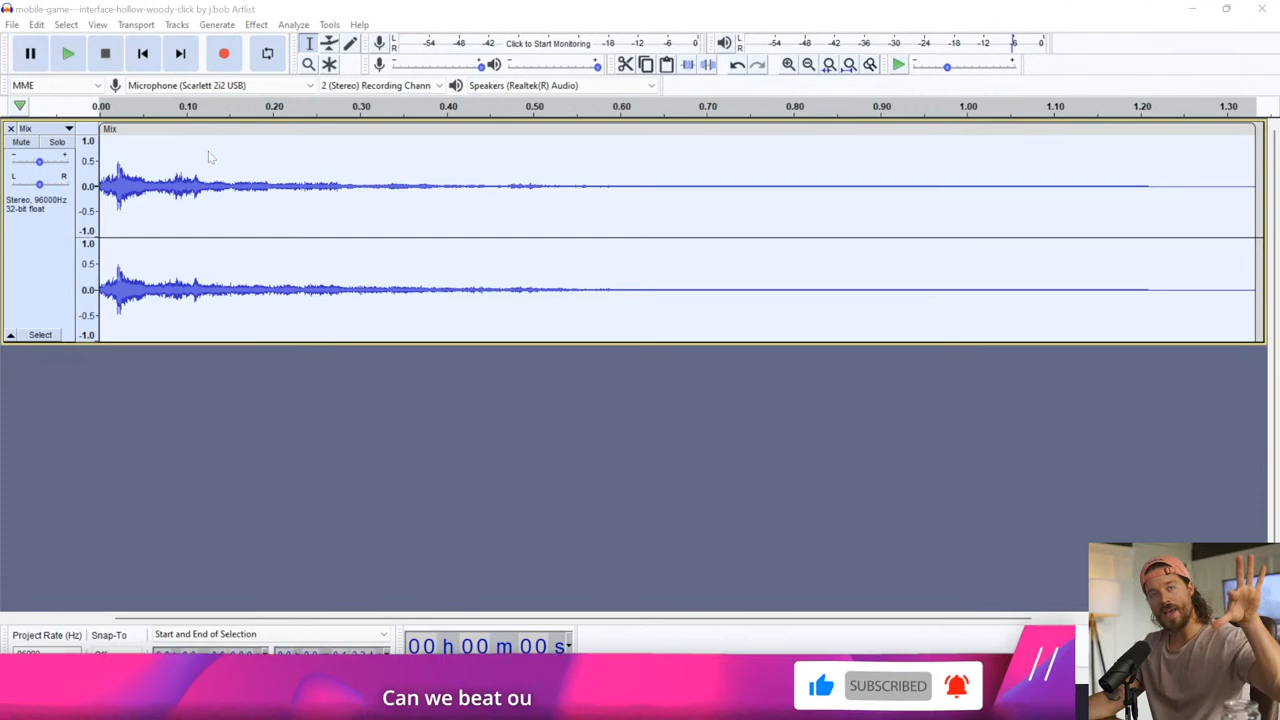 mobile-game---interface-hollow-woody-click by j.bob Artlist
File Edit Select View Transport Tracks Generate Effect Analyze Tools Help
L R -54 -48 -42 Click to Start Monitoring -18 -12 -6 0 L R -54 -48 -42 -36 -30 -24 -18 -12 -6 0
MME Microphone (Scarlett 2i2 USB) 2 (Stereo) Recording Chann Speakers (Realtek(R) Audio)
0.00 0.10 0.20 0.30 0.40 0.50 0.60 0.70 0.80 0.90 1.00 1.10 1.20 1.30
Mix Mix
Mute Solo 1.0
- + 0.5
L R 0.0
Stereo, 96000Hz
32-bit float -0.5
-1.0
1.0
0.5
0.0
-0.5
Select -1.0
Project Rate (Hz) Snap-To Start and End of Selection
00 h 00 m 00 s
Can we beat ou
SUBSCRIBED